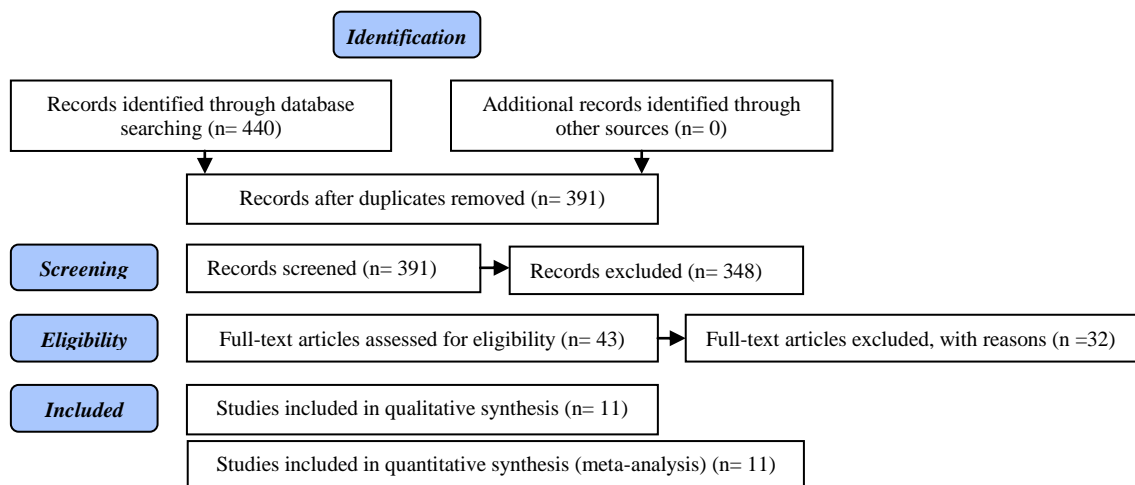 Identification
Records identified through database
searching (n= 440)
Additional records identified through
other sources (n= 0)
Records after duplicates removed (n= 391)
Screening
Records screened (n= 391)
Records excluded (n= 348)
Eligibility
Full-text articles assessed for eligibility (n= 43)
Full-text articles excluded, with reasons (n =32)
Included
Studies included in qualitative synthesis (n= 11)
Studies included in quantitative synthesis (meta-analysis) (n= 11)